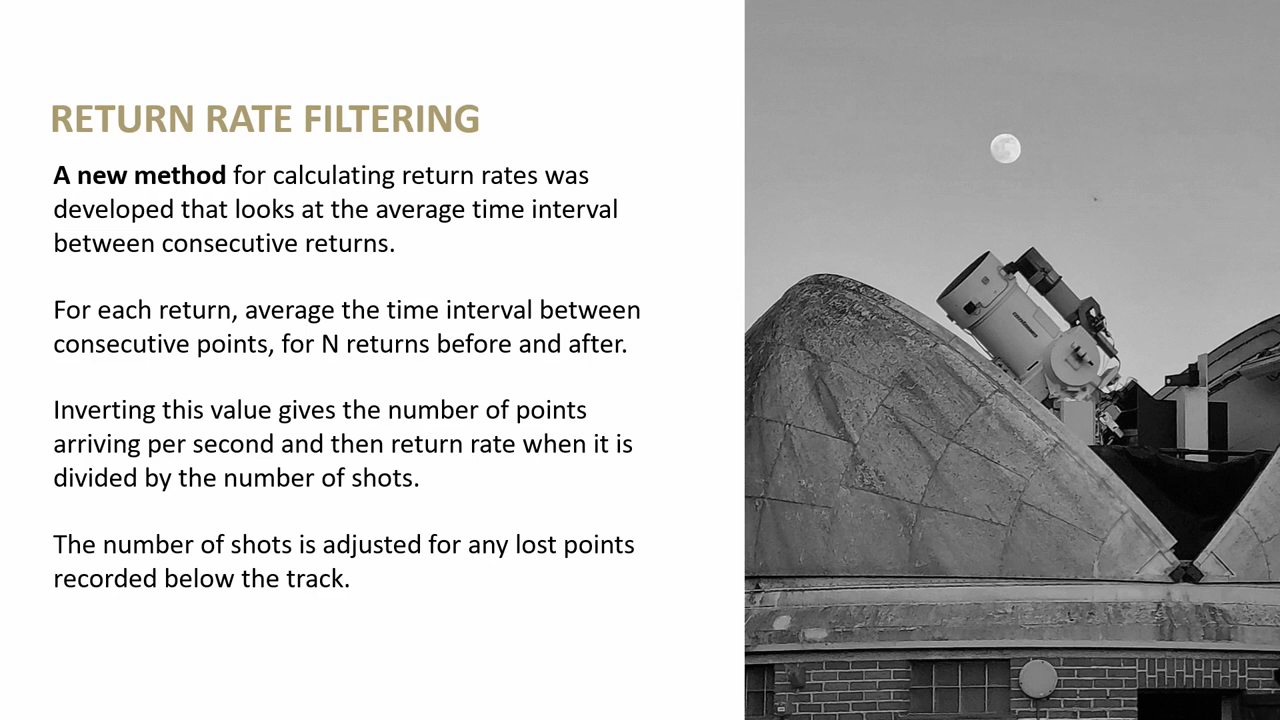 RETURN RATE FILTERING
A new method for calculating return rates was
developed that looks at the average time interval
between consecutive returns.
For each return, average the time interval between
consecutive points, for N returns before and after.
Inverting this value gives the number of points
arriving per second and then return rate when it is
divided by the number of shots.
The number of shots is adjusted for any lost points
recorded below the track.